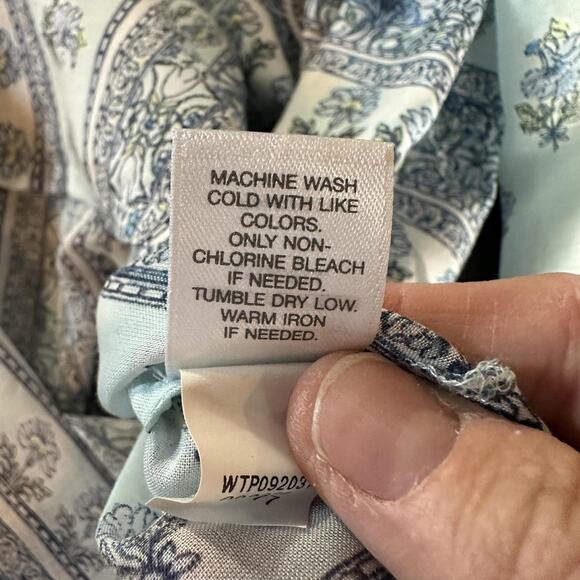 MACHINE WASH
COLD WITH LIKE
COLORS.
ONLY NON-
CHLORINE BLEACH
IF NEEDED.
TUMBLE DRY LOW.
WARM IRON
IF NEEDED.